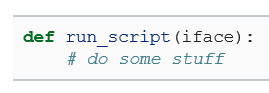 def run_script(iface):
    # do some stuff